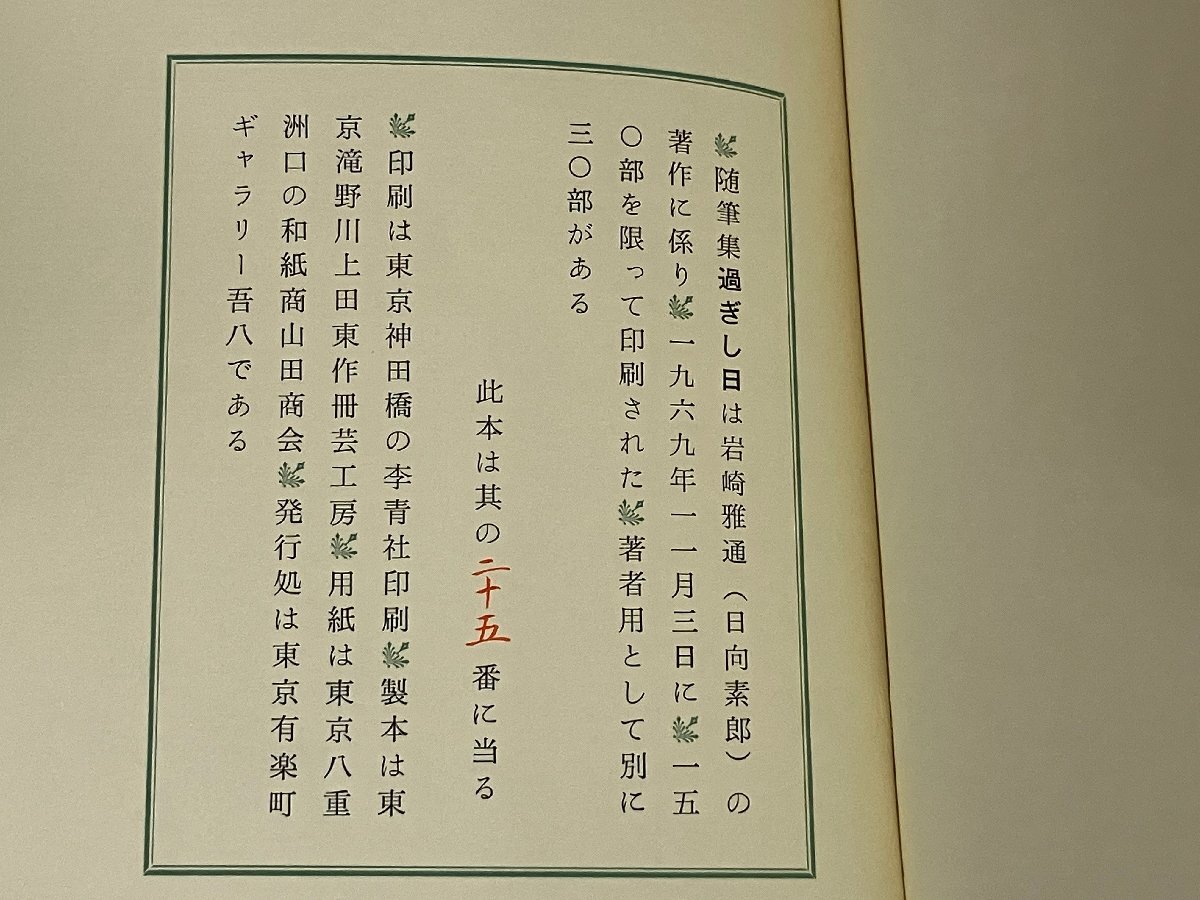 随筆集過ぎし日は岩崎雅通（日向素郎）の
著作に係り一九六九年一一月三日に一五
〇部を限って印刷された著者用として別に
三〇部がある
此本は其の二十五番に当る
印刷は東京神田橋の李青社印刷製本は東
京滝野川上田東作冊芸工房用紙は東京八重
洲口の和紙商山田商会発行処は東京有楽町
ギャラリー吾八である